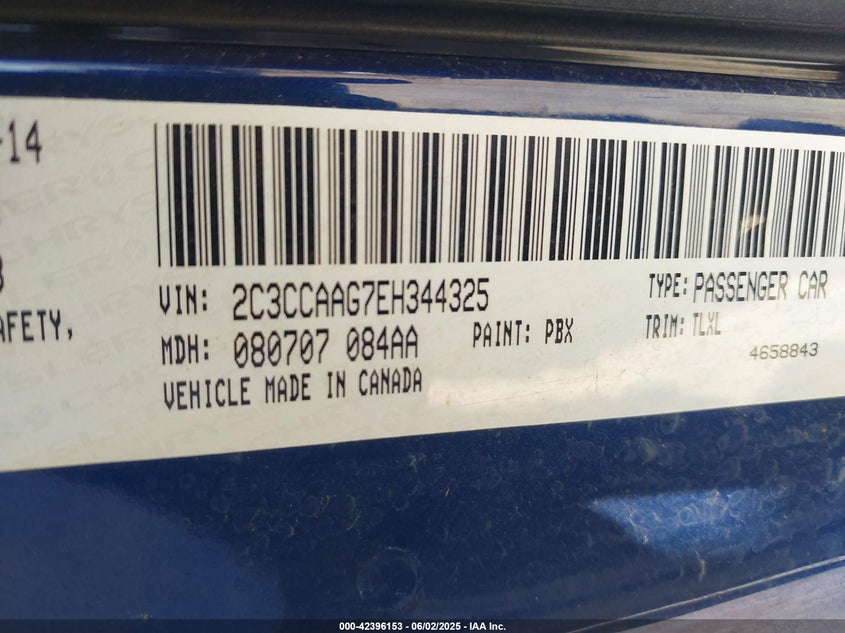 -14
VIN: 2C3CCAAG7EH344325
TYPE: PASSENGER CAR
AFETY,
MDH: 080707 084AA
PAINT: PBX
TRIM: TLXL
4658843
VEHICLE MADE IN CANADA
000-42396153 - 06/02/2025 - IAA Inc.